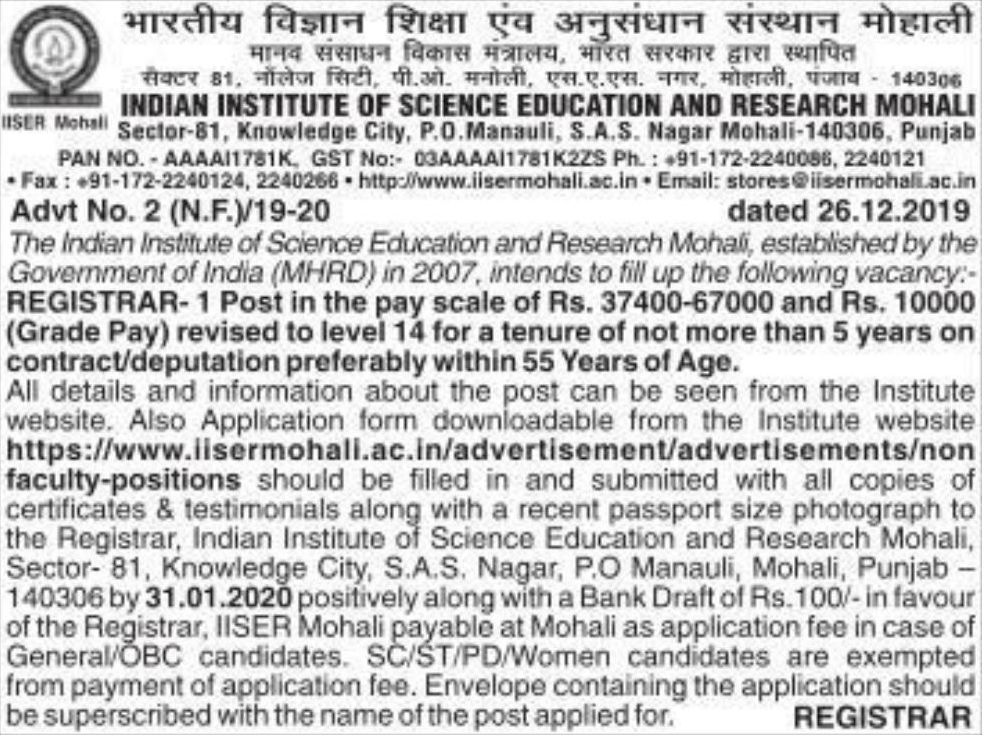 भारतीय विज्ञान शिक्षा एंव अनुसंधान संस्थान मोहाली
मानव संसाधन विकास मंत्रालय, भारत सरकार द्वारा स्थापित
सेक्टर 81, नॉलेज सिटी, पी.ओ. मनोली, एस.ए.एस. नगर, मोहाली, पंजाब - 140306
IISER Mohali
INDIAN INSTITUTE OF SCIENCE EDUCATION AND RESEARCH MOHALI
Sector-81, Knowledge City, P.O.Manauli, S.A.S. Nagar Mohali-140306, Punjab
PAN NO. - AAAAI1781K, GST No:- 03AAAAI1781K2ZS Ph. : +91-172-2240086, 2240121
• Fax : +91-172-2240124, 2240266 • http://www.iisermohali.ac.in • Email: stores@iisermohali.ac.in
Advt No. 2 (N.F.)/19-20 dated 26.12.2019
The Indian Institute of Science Education and Research Mohali, established by the
Government of India (MHRD) in 2007, intends to fill up the following vacancy:-
REGISTRAR- 1 Post in the pay scale of Rs. 37400-67000 and Rs. 10000
(Grade Pay) revised to level 14 for a tenure of not more than 5 years on
contract/deputation preferably within 55 Years of Age.
All details and information about the post can be seen from the Institute
website. Also Application form downloadable from the Institute website
https://www.iisermohali.ac.in/advertisement/advertisements/non
faculty-positions should be filled in and submitted with all copies of
certificates & testimonials along with a recent passport size photograph to
the Registrar, Indian Institute of Science Education and Research Mohali,
Sector- 81, Knowledge City, S.A.S. Nagar, P.O Manauli, Mohali, Punjab –
140306 by 31.01.2020 positively along with a Bank Draft of Rs.100/- in favour
of the Registrar, IISER Mohali payable at Mohali as application fee in case of
General/OBC candidates. SC/ST/PD/Women candidates are exempted
from payment of application fee. Envelope containing the application should
be superscribed with the name of the post applied for. REGISTRAR